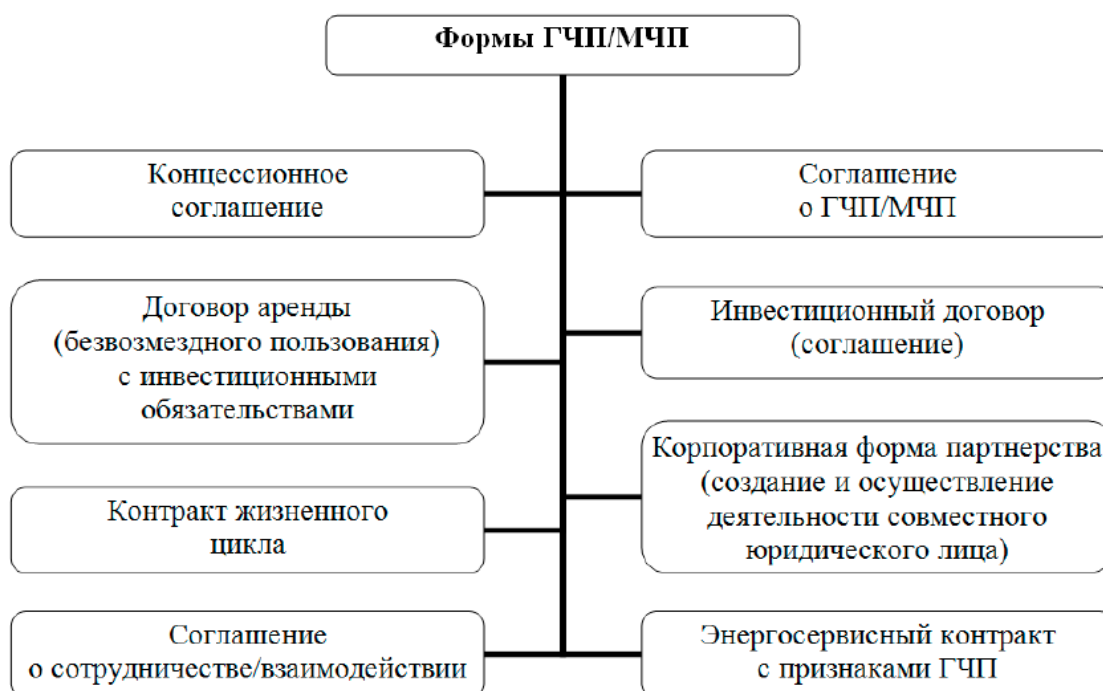 Формы ГЧП/МЧП
Концессионное
соглашение
Соглашение
о ГЧП/МЧП
Договор аренды
(безвозмездного пользования)
с инвестиционными
обязательствами
Инвестиционный договор
(соглашение)
Корпоративная форма партнерства
(создание и осуществление
деятельности совместного
юридического лица)
Контракт жизненного
цикла
Соглашение
о сотрудничестве/взаимодействии
Энергосервисный контракт
с признаками ГЧП